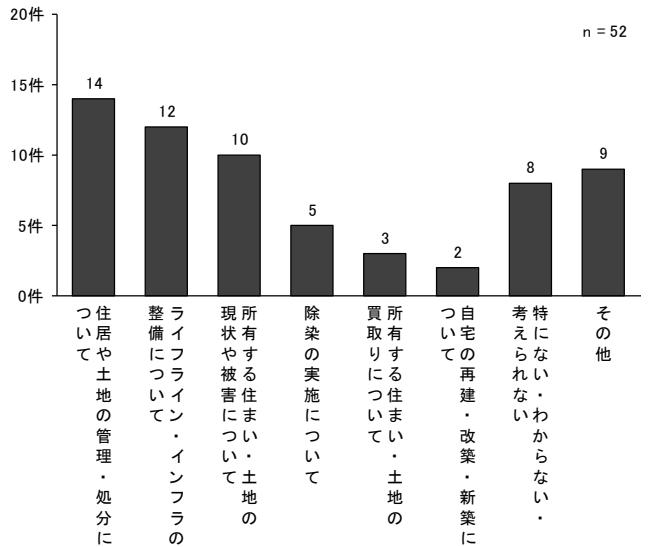 20件
n = 52
15件
10件
5件
0件
14
12
10
5
3
2
8
9
住居や土地の管理・処分に
ついて
ライフライン・インフラの
整備について
所有する住まい・土地の
現状や被害について
除染の実施について
所有する住まい・土地の
買取りについて
自宅の再建・改築・新築に
ついて
特にない・わからない・
考えられない
その他